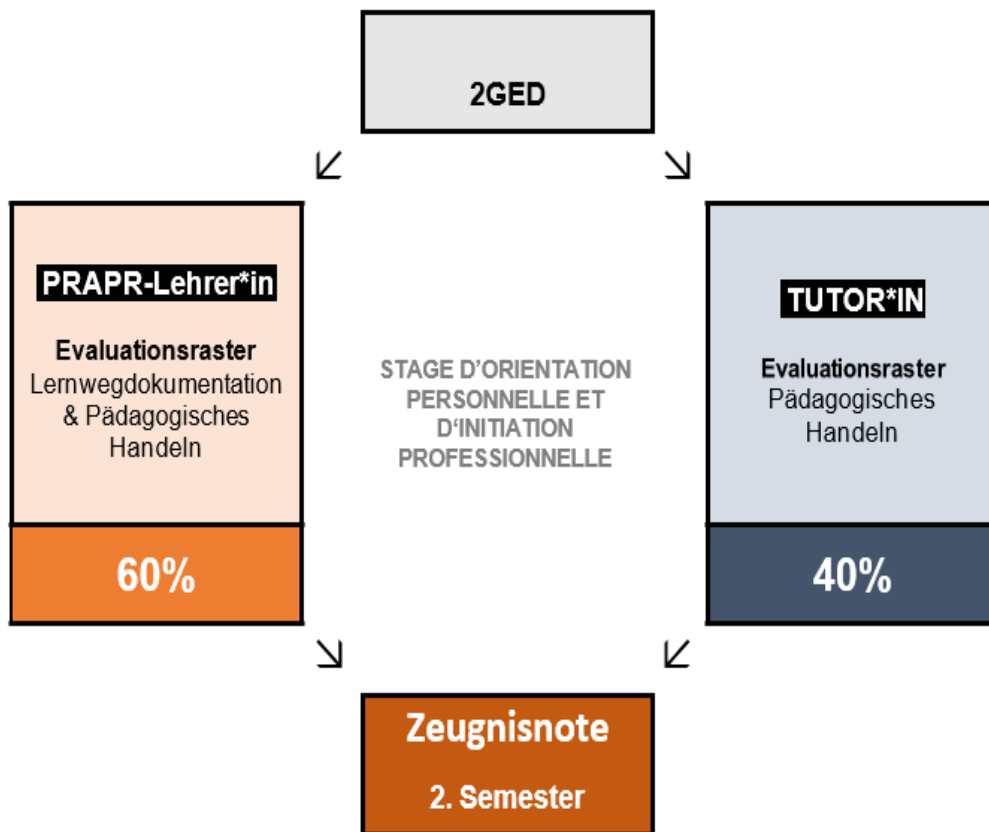 2GED
PRAPR-Lehrer*in
Evaluationsraster
Lernwegdokumentation
& Pädagogisches
Handeln
60%
STAGE D’ORIENTATION
PERSONNELLE ET
D‘INITIATION
PROFESSIONNELLE
TUTOR*IN
Evaluationsraster
Pädagogisches
Handeln
40%
Zeugnisnote
2. Semester